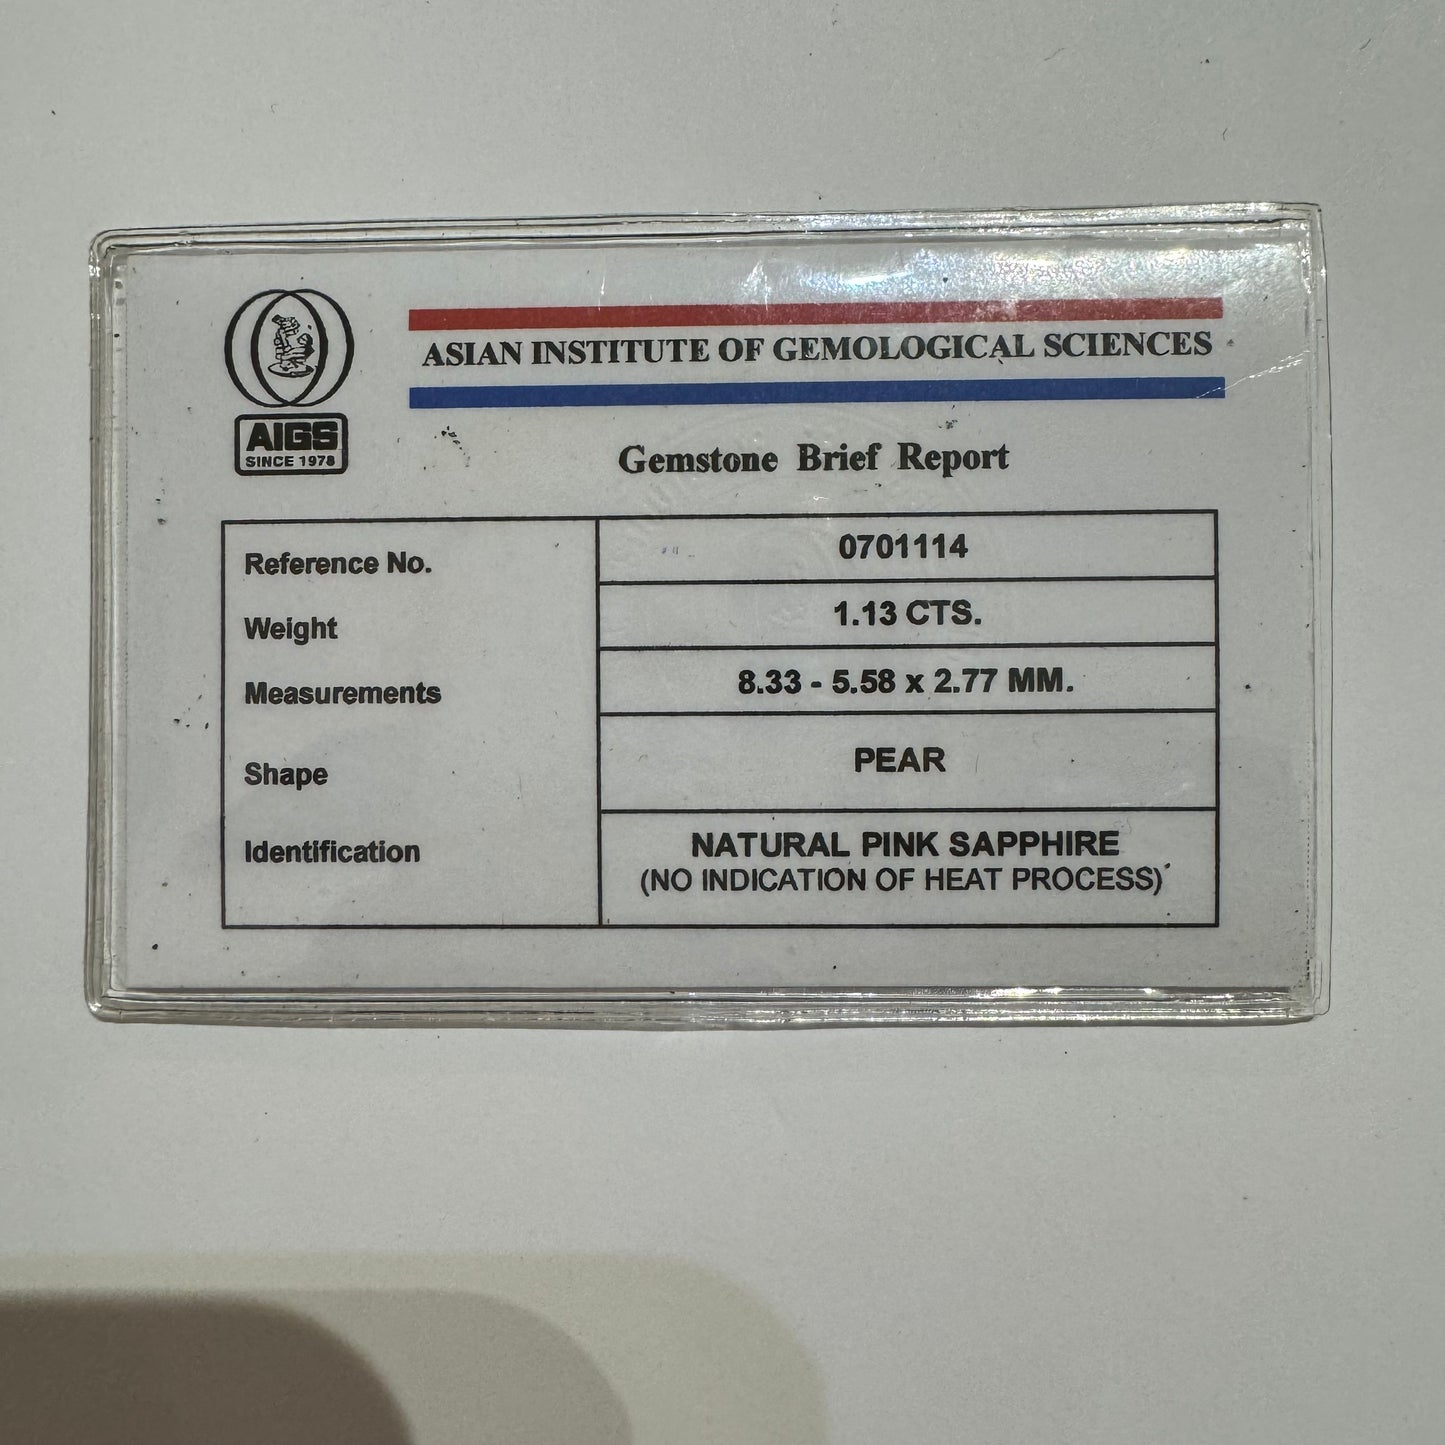 AIGS
SINCE 1978
ASIAN INSTITUTE OF GEMOLOGICAL SCIENCES
Gemstone Brief Report
Reference No. 0701114
Weight 1.13 CTS.
Measurements 8.33 - 5.58 x 2.77 MM.
Shape PEAR
Identification NATURAL PINK SAPPHIRE
(NO INDICATION OF HEAT PROCESS)